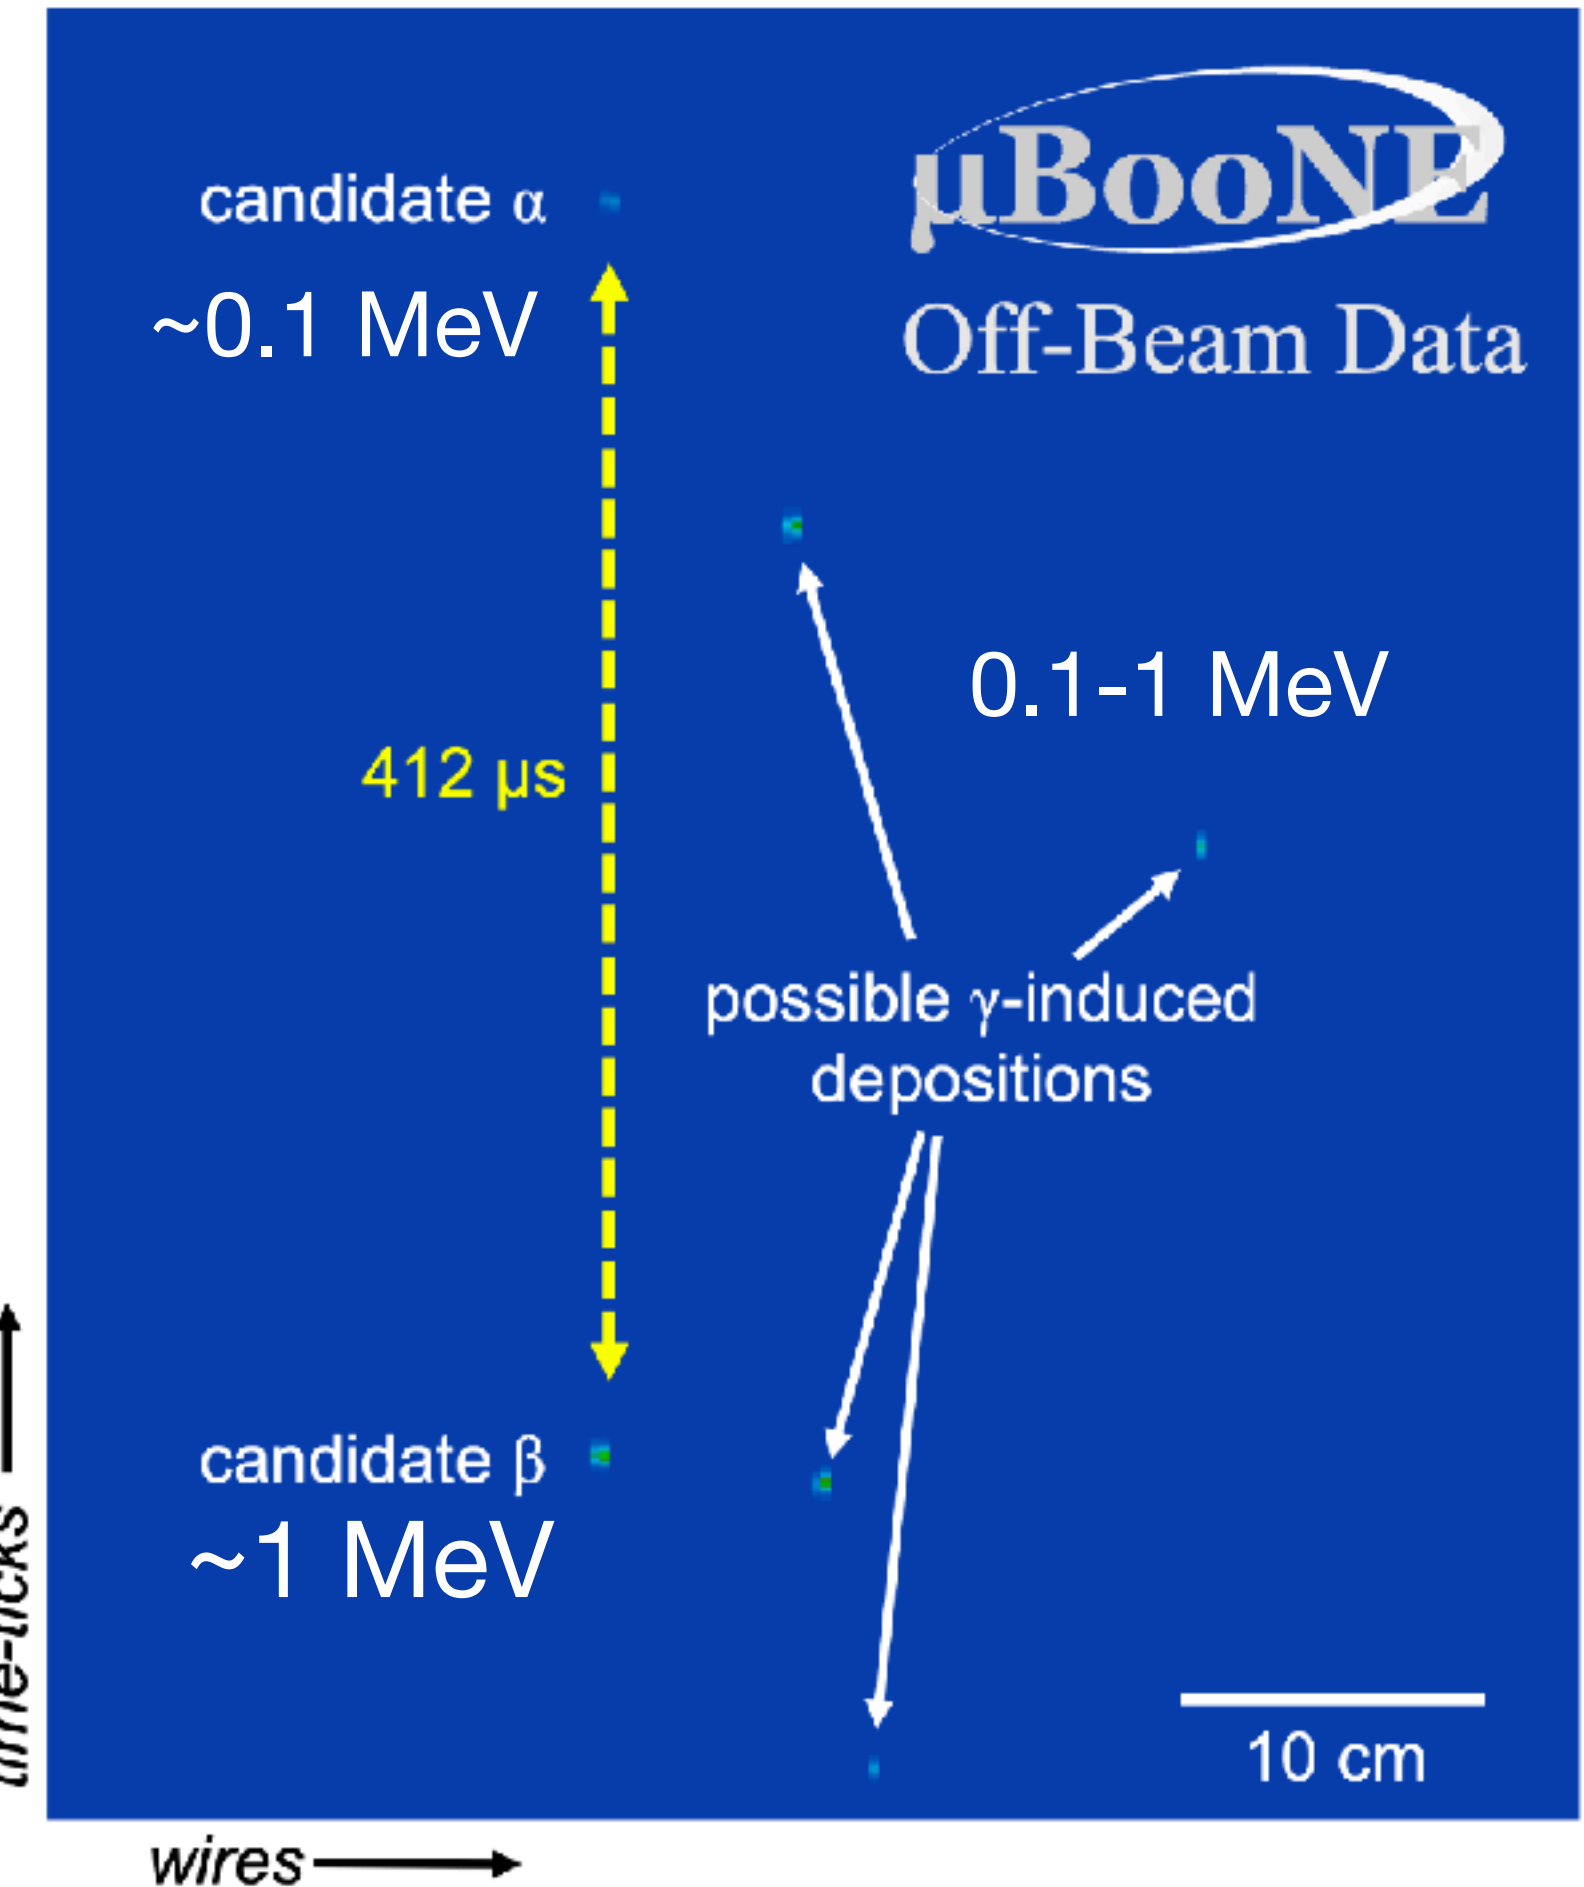 μBooNE
Off-Beam Data
candidate α
~0.1 MeV
0.1-1 MeV
412 μs
possible γ-induced
depositions
candidate β
~1 MeV
10 cm
time-ticks
wires